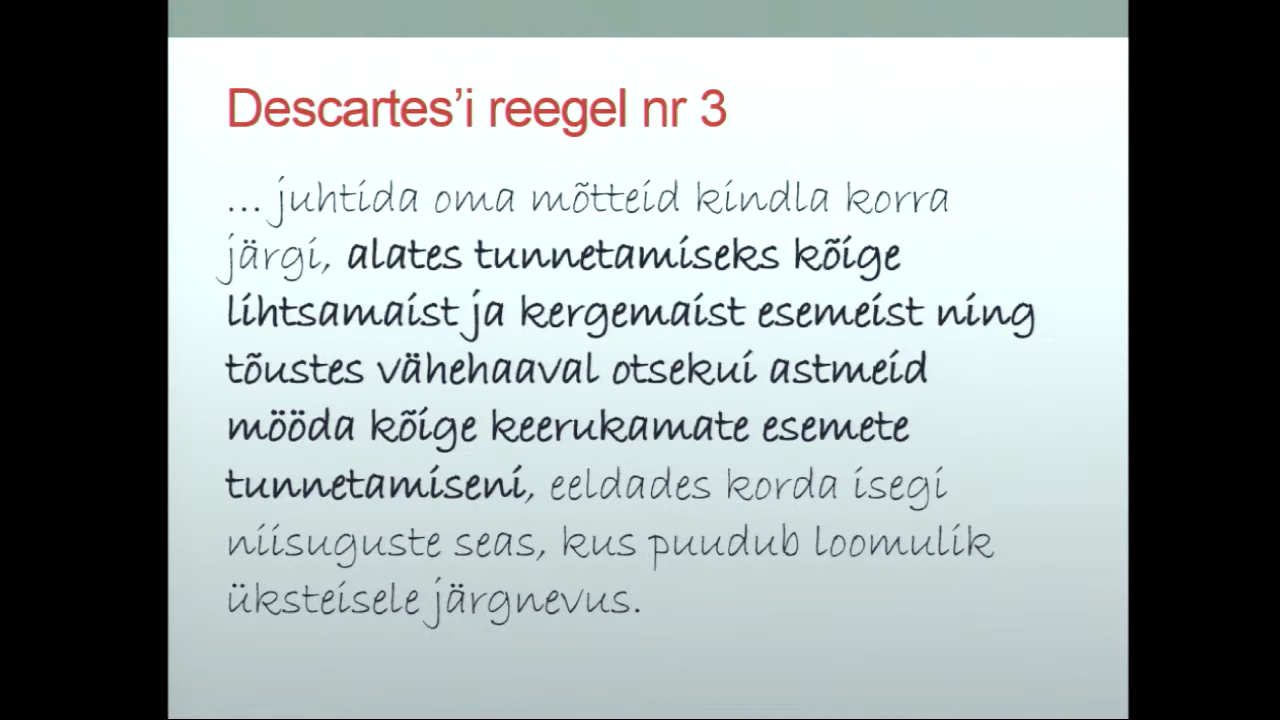 Descartes’i reegel nr 3
... juhtida oma mõtteid kindla korra
järgi, alates tunnetamiseks kõige
lihtsamaist ja kergemaist esemeist ning
tõustes vähehaaval otsekui astmeid
mööda kõige keerukamate esemete
tunnetamiseni, eeldades korda isegi
niisuguste seas, kus puudub loomulik
üksteisele järgnevus.